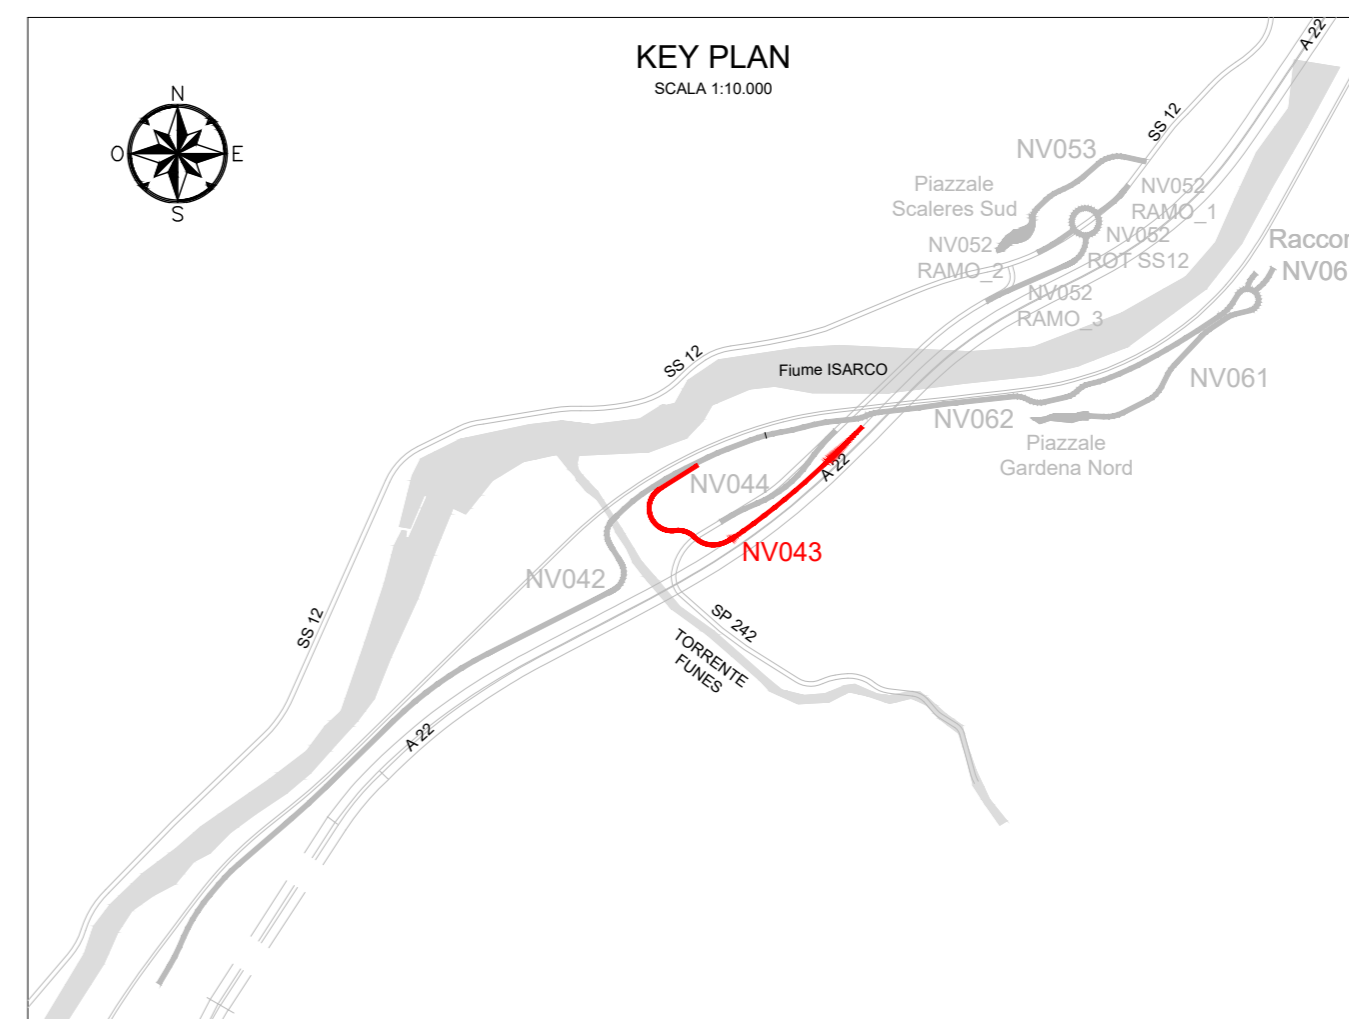 KEY PLAN
SCALA 1:10.000
N
O
E
S
A 22
SS 12
NV053
Piazzale
Scaleres Sud
NV052
RAMO_1
NV052
RAMO_2
NV052
ROT SS12
Raccor
NV06
NV052
RAMO_3
SS 12
Fiume ISARCO
NV061
NV062
Piazzale
Gardena Nord
A 22
NV044
NV043
NV042
SS 12
SP 242
TORRENTE
FUNES
A 22